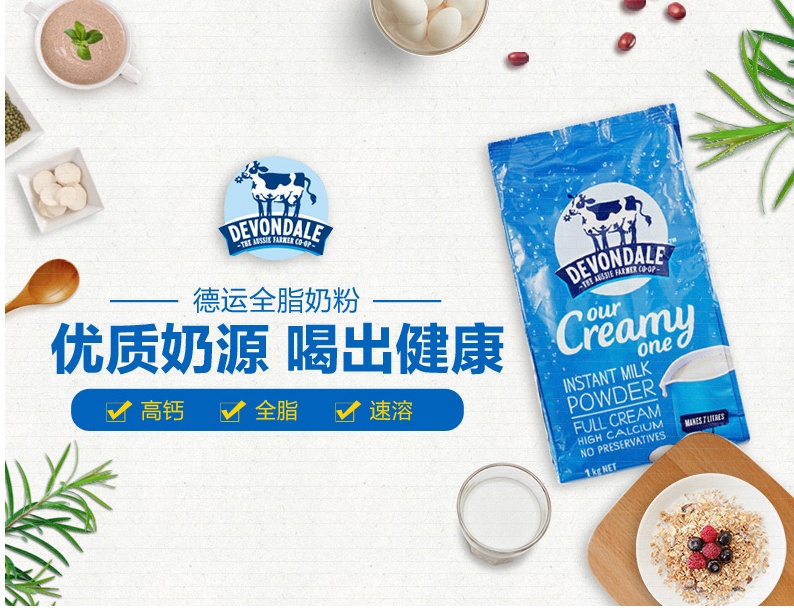 DEVONDALE
-THE AUSSIE FARMER CO-OP-
德运全脂奶粉
优质奶源 喝出健康
高钙 全脂 速溶
DEVONDALE
-THE AUSSIE FARMER CO-OP-
our
Creamy
one
INSTANT MILK
POWDER
FULL CREAM
HIGH CALCIUM
NO PRESERVATIVES
MAKES 7 LITRES
1kg NET